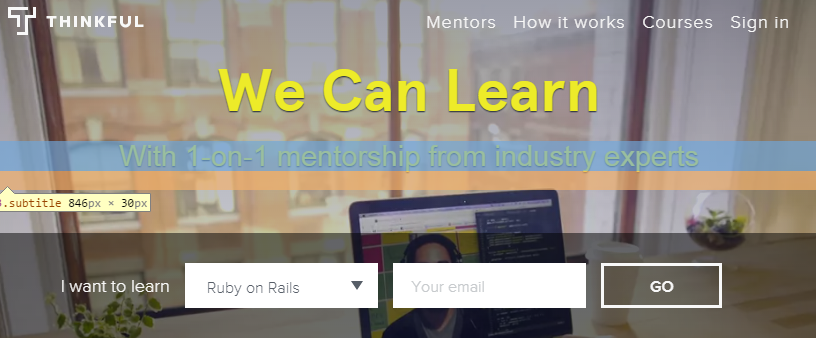 THINKFUL
Mentors How it works Courses Sign in
We Can Learn
With 1-on-1 mentorship from industry experts
.subtitle 846px × 30px
I want to learn Ruby on Rails Your email GO